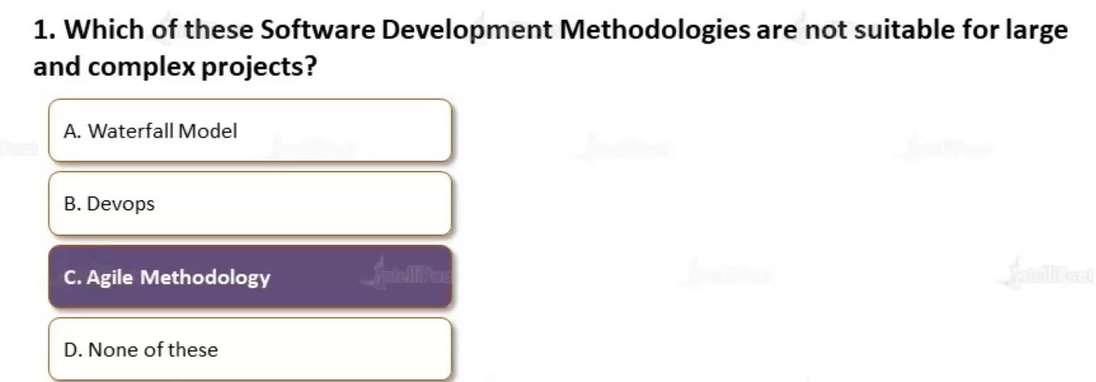 1. Which of these Software Development Methodologies are not suitable for large
and complex projects?
A. Waterfall Model
B. Devops
C. Agile Methodology
D. None of these